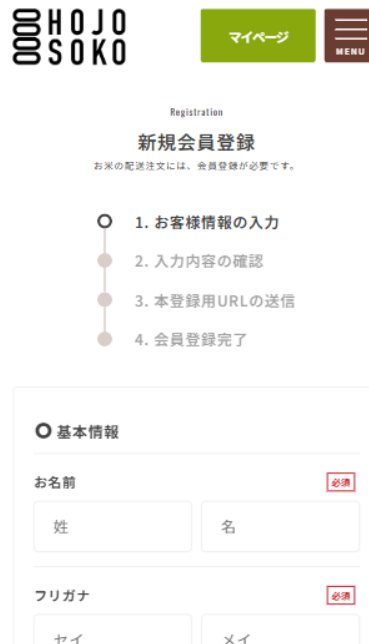 HOJO
SOKO
マイページ
MENU
Registration
新規会員登録
お米の配送注文には、会員登録が必要です。
1. お客様情報の入力
2. 入力内容の確認
3. 本登録用URLの送信
4. 会員登録完了
基本情報
お名前 必須
姓 名
フリガナ 必須
セイ メイ